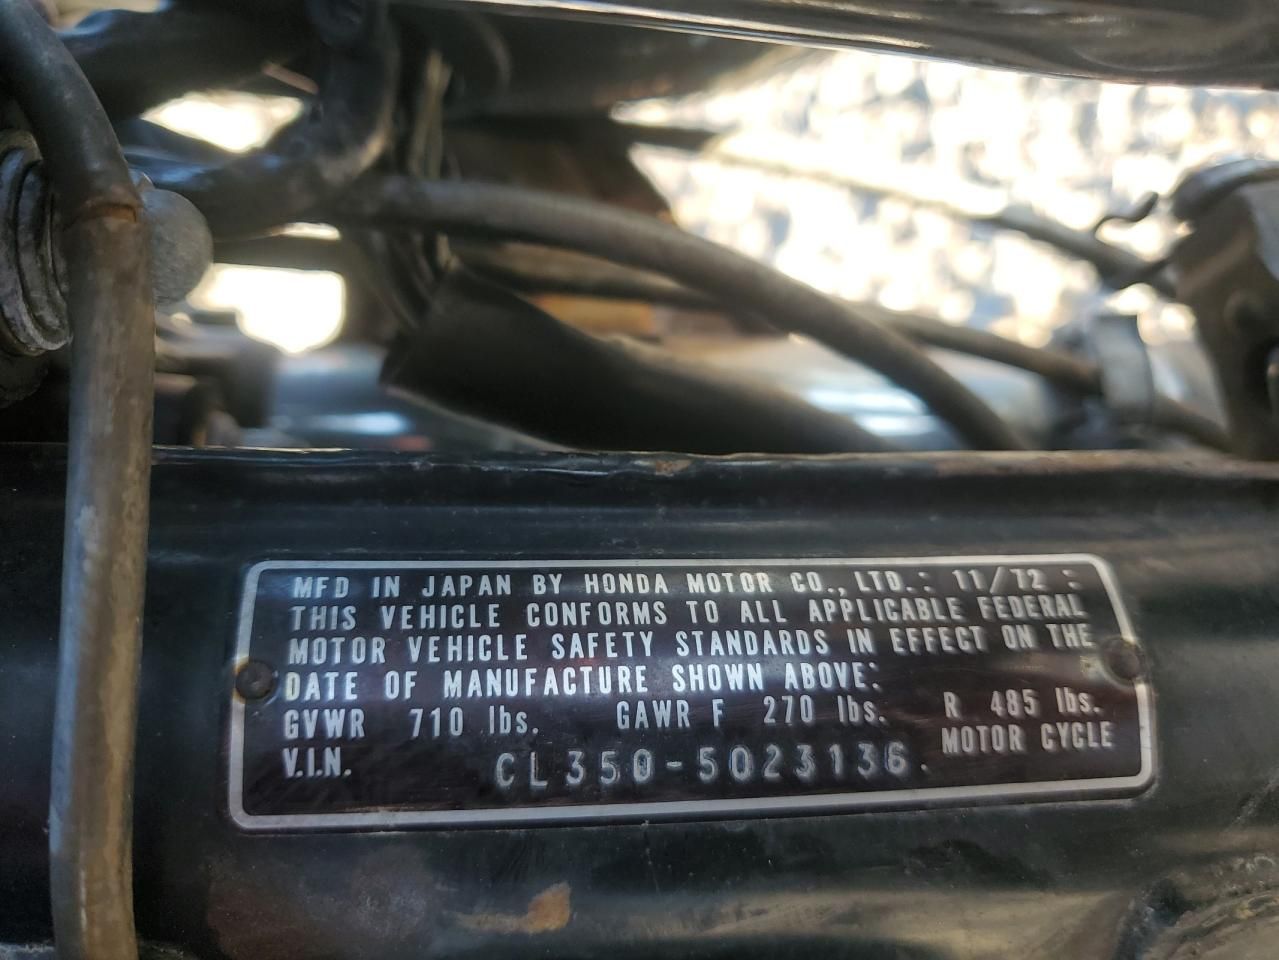 MFD IN JAPAN BY HONDA MOTOR CO., LTD.: 11/72 :
THIS VEHICLE CONFORMS TO ALL APPLICABLE FEDERAL
MOTOR VEHICLE SAFETY STANDARDS IN EFFECT ON THE
DATE OF MANUFACTURE SHOWN ABOVE:
GVWR 710 lbs. GAWR F 270 lbs. R 485 lbs.
V.I.N. CL350-5023136. MOTOR CYCLE